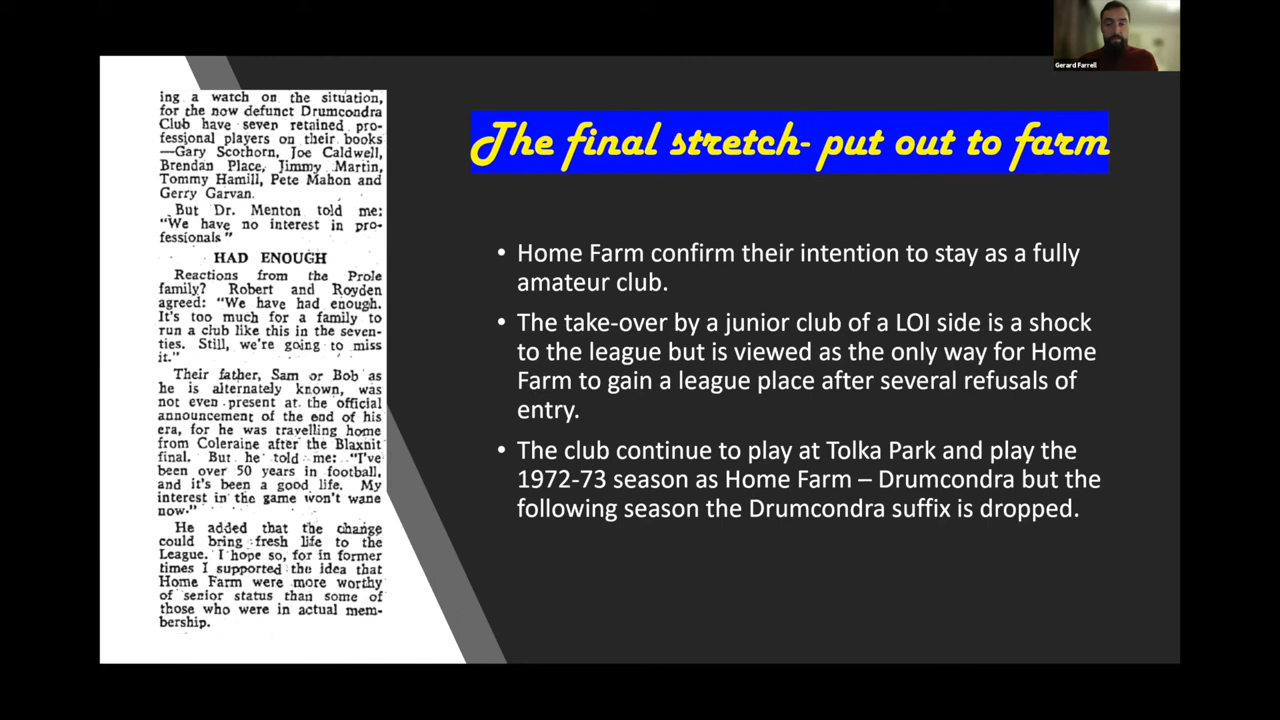 Gerard Farrell
The final stretch- put out to farm
ing a watch on the situation,
for the now defunct Drumcondra
Club have seven retained pro-
fessional players on their books
—Gary Scothorn, Joe Caldwell,
Brendan Place, Jimmy Martin,
Tommy Hamill, Pete Mahon and
Gerry Garvan.
But Dr. Menton told me:
"We have no interest in pro-
fessionals"
HAD ENOUGH
Reactions from the Prole
family? Robert and Royden
agreed: "We have had enough.
It's too much for a family to
run a club like this in the seven-
ties. Still, we're going to miss
it."
Their father, Sam or Bob as
he is alternately known, was
not even present at the official
announcement of the end of his
era, for he was travelling home
from Coleraine after the Blaxnit
final. But he told me: "I've
been over 50 years in football,
and it's been a good life. My
interest in the game won't wane
now."
He added that the change
could bring fresh life to the
League. I hope so, for in former
times I supported the idea that
Home Farm were more worthy
of senior status than some of
those who were in actual mem-
bership.
• Home Farm confirm their intention to stay as a fully
amateur club.
• The take-over by a junior club of a LOI side is a shock
to the league but is viewed as the only way for Home
Farm to gain a league place after several refusals of
entry.
• The club continue to play at Tolka Park and play the
1972-73 season as Home Farm – Drumcondra but the
following season the Drumcondra suffix is dropped.